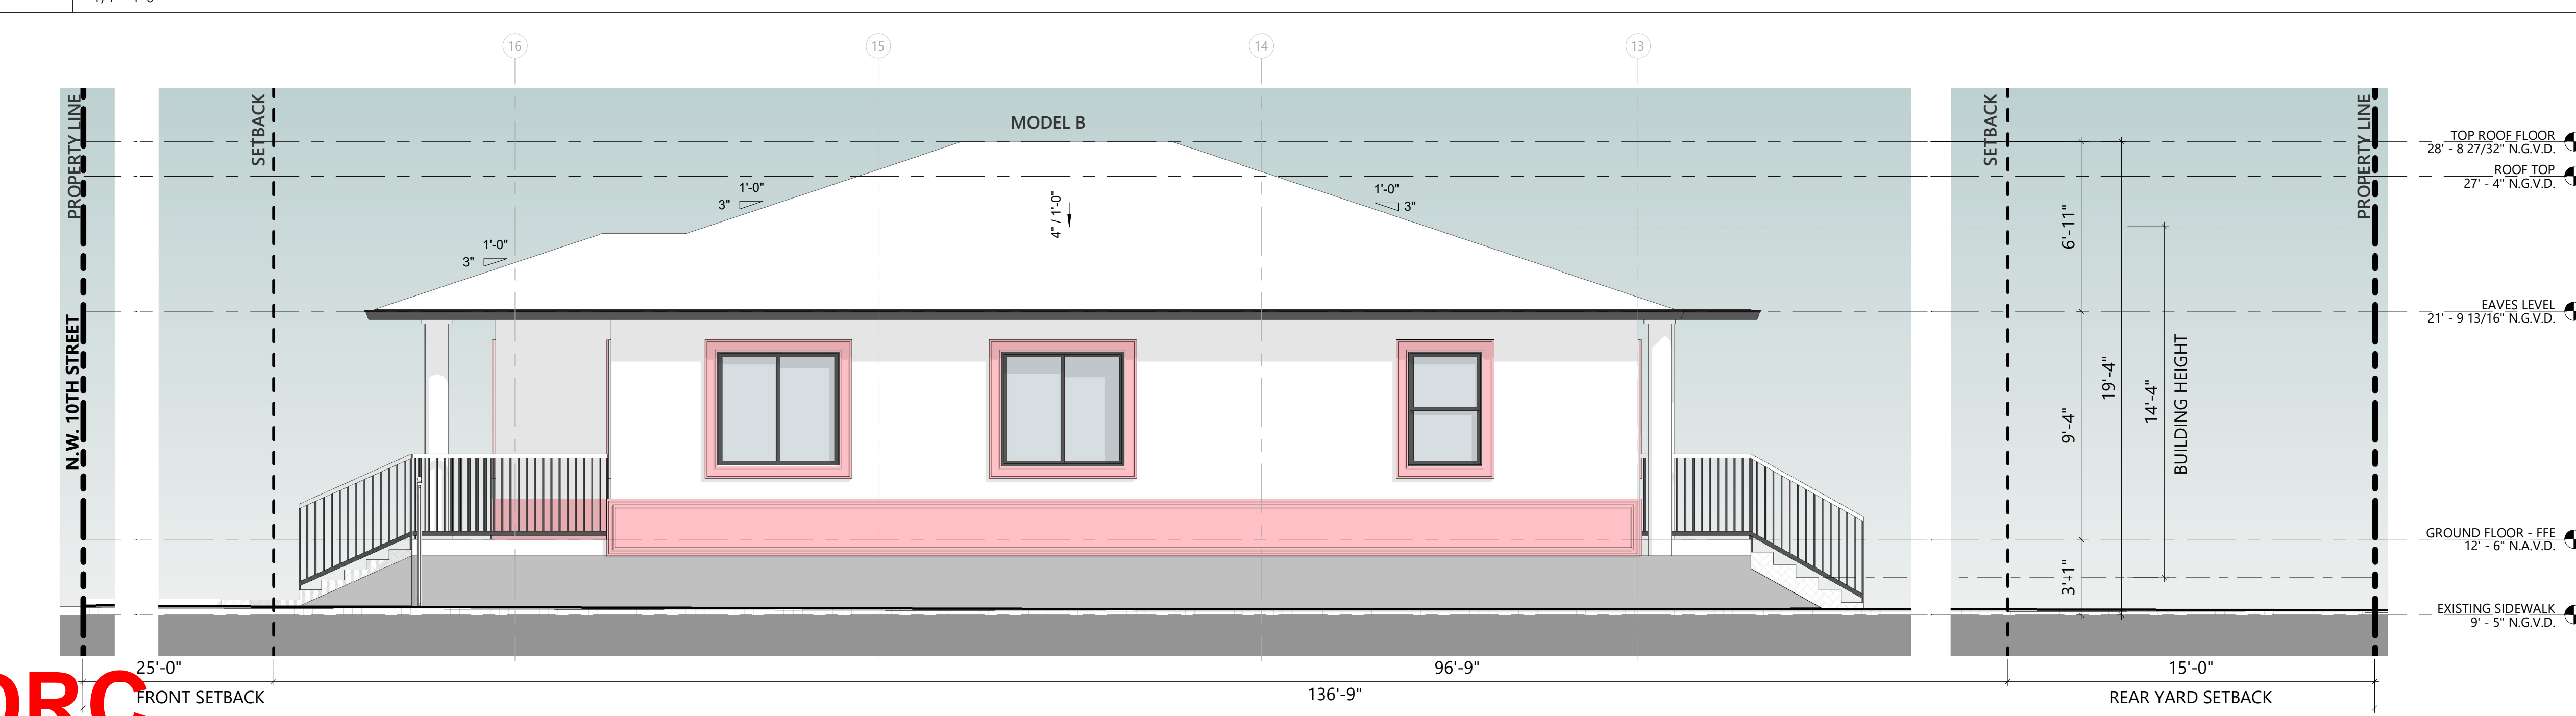 16
15
14
13
PROPERTY LINE
SETBACK
MODEL B
SETBACK
PROPERTY LINE
TOP ROOF FLOOR
28' - 8 27/32" N.G.V.D.
ROOF TOP
27' - 4" N.G.V.D.
1'-0"
3"
1'-0"
3"
4" / 1'-0"
1'-0"
3"
6'-11"
EAVES LEVEL
21' - 9 13/16" N.G.V.D.
N.W. 10TH STREET
9'-4"
19'-4"
14'-4"
BUILDING HEIGHT
GROUND FLOOR - FFE
12' - 6" N.A.V.D.
3'-1"
EXISTING SIDEWALK
9' - 5" N.G.V.D.
25'-0"
96'-9"
15'-0"
FRONT SETBACK
136'-9"
REAR YARD SETBACK
DRC